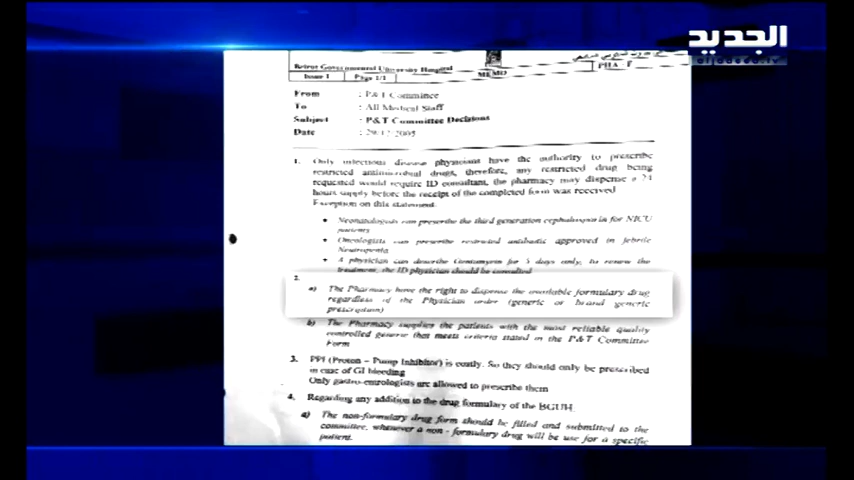 الجديد
aljadeed.tv
Beirut Governmental University Hospital
Issue 1 Page 1/1
MEMO
PHA - F
From : P&T Committee
To : All Medical Staff
Subject : P&T Committee Decisions
Date : 29/12/2005
1. Only infectious disease physicians have the authority to prescribe
restricted antimicrobial drugs, therefore, any restricted drug being
requested would require ID consultant, the pharmacy may dispense a 24
hours supply before the receipt of the completed form was received
Exception on this statement
• Neonatologists can prescribe the third generation cephalosporin for NICU
patients
• Oncologists can prescribe restricted antibiotic approved in febrile
Neutropenia
• A physician can describe Gentamycin for 5 days only, to renew the
treatment, the ID physician should be consulted
2.
a) The Pharmacy have the right to dispense the available formulary drug
regardless of the Physician order (generic or brand generic
prescription)
b) The Pharmacy supplies the patients with the most reliable quality
controlled generic that meets criteria stated in the P&T Committee
Form
3. PPI (Proton – Pump Inhibitor) is costly. So they should only be prescribed
in case of GI bleeding
Only gastro-enrologists are allowed to prescribe them
4. Regarding any addition to the drug formulary of the BGUH:
a) The non-formulary drug form should be filled and submitted to the
committee, whenever a non - formulary drug will be use for a specific
patient.